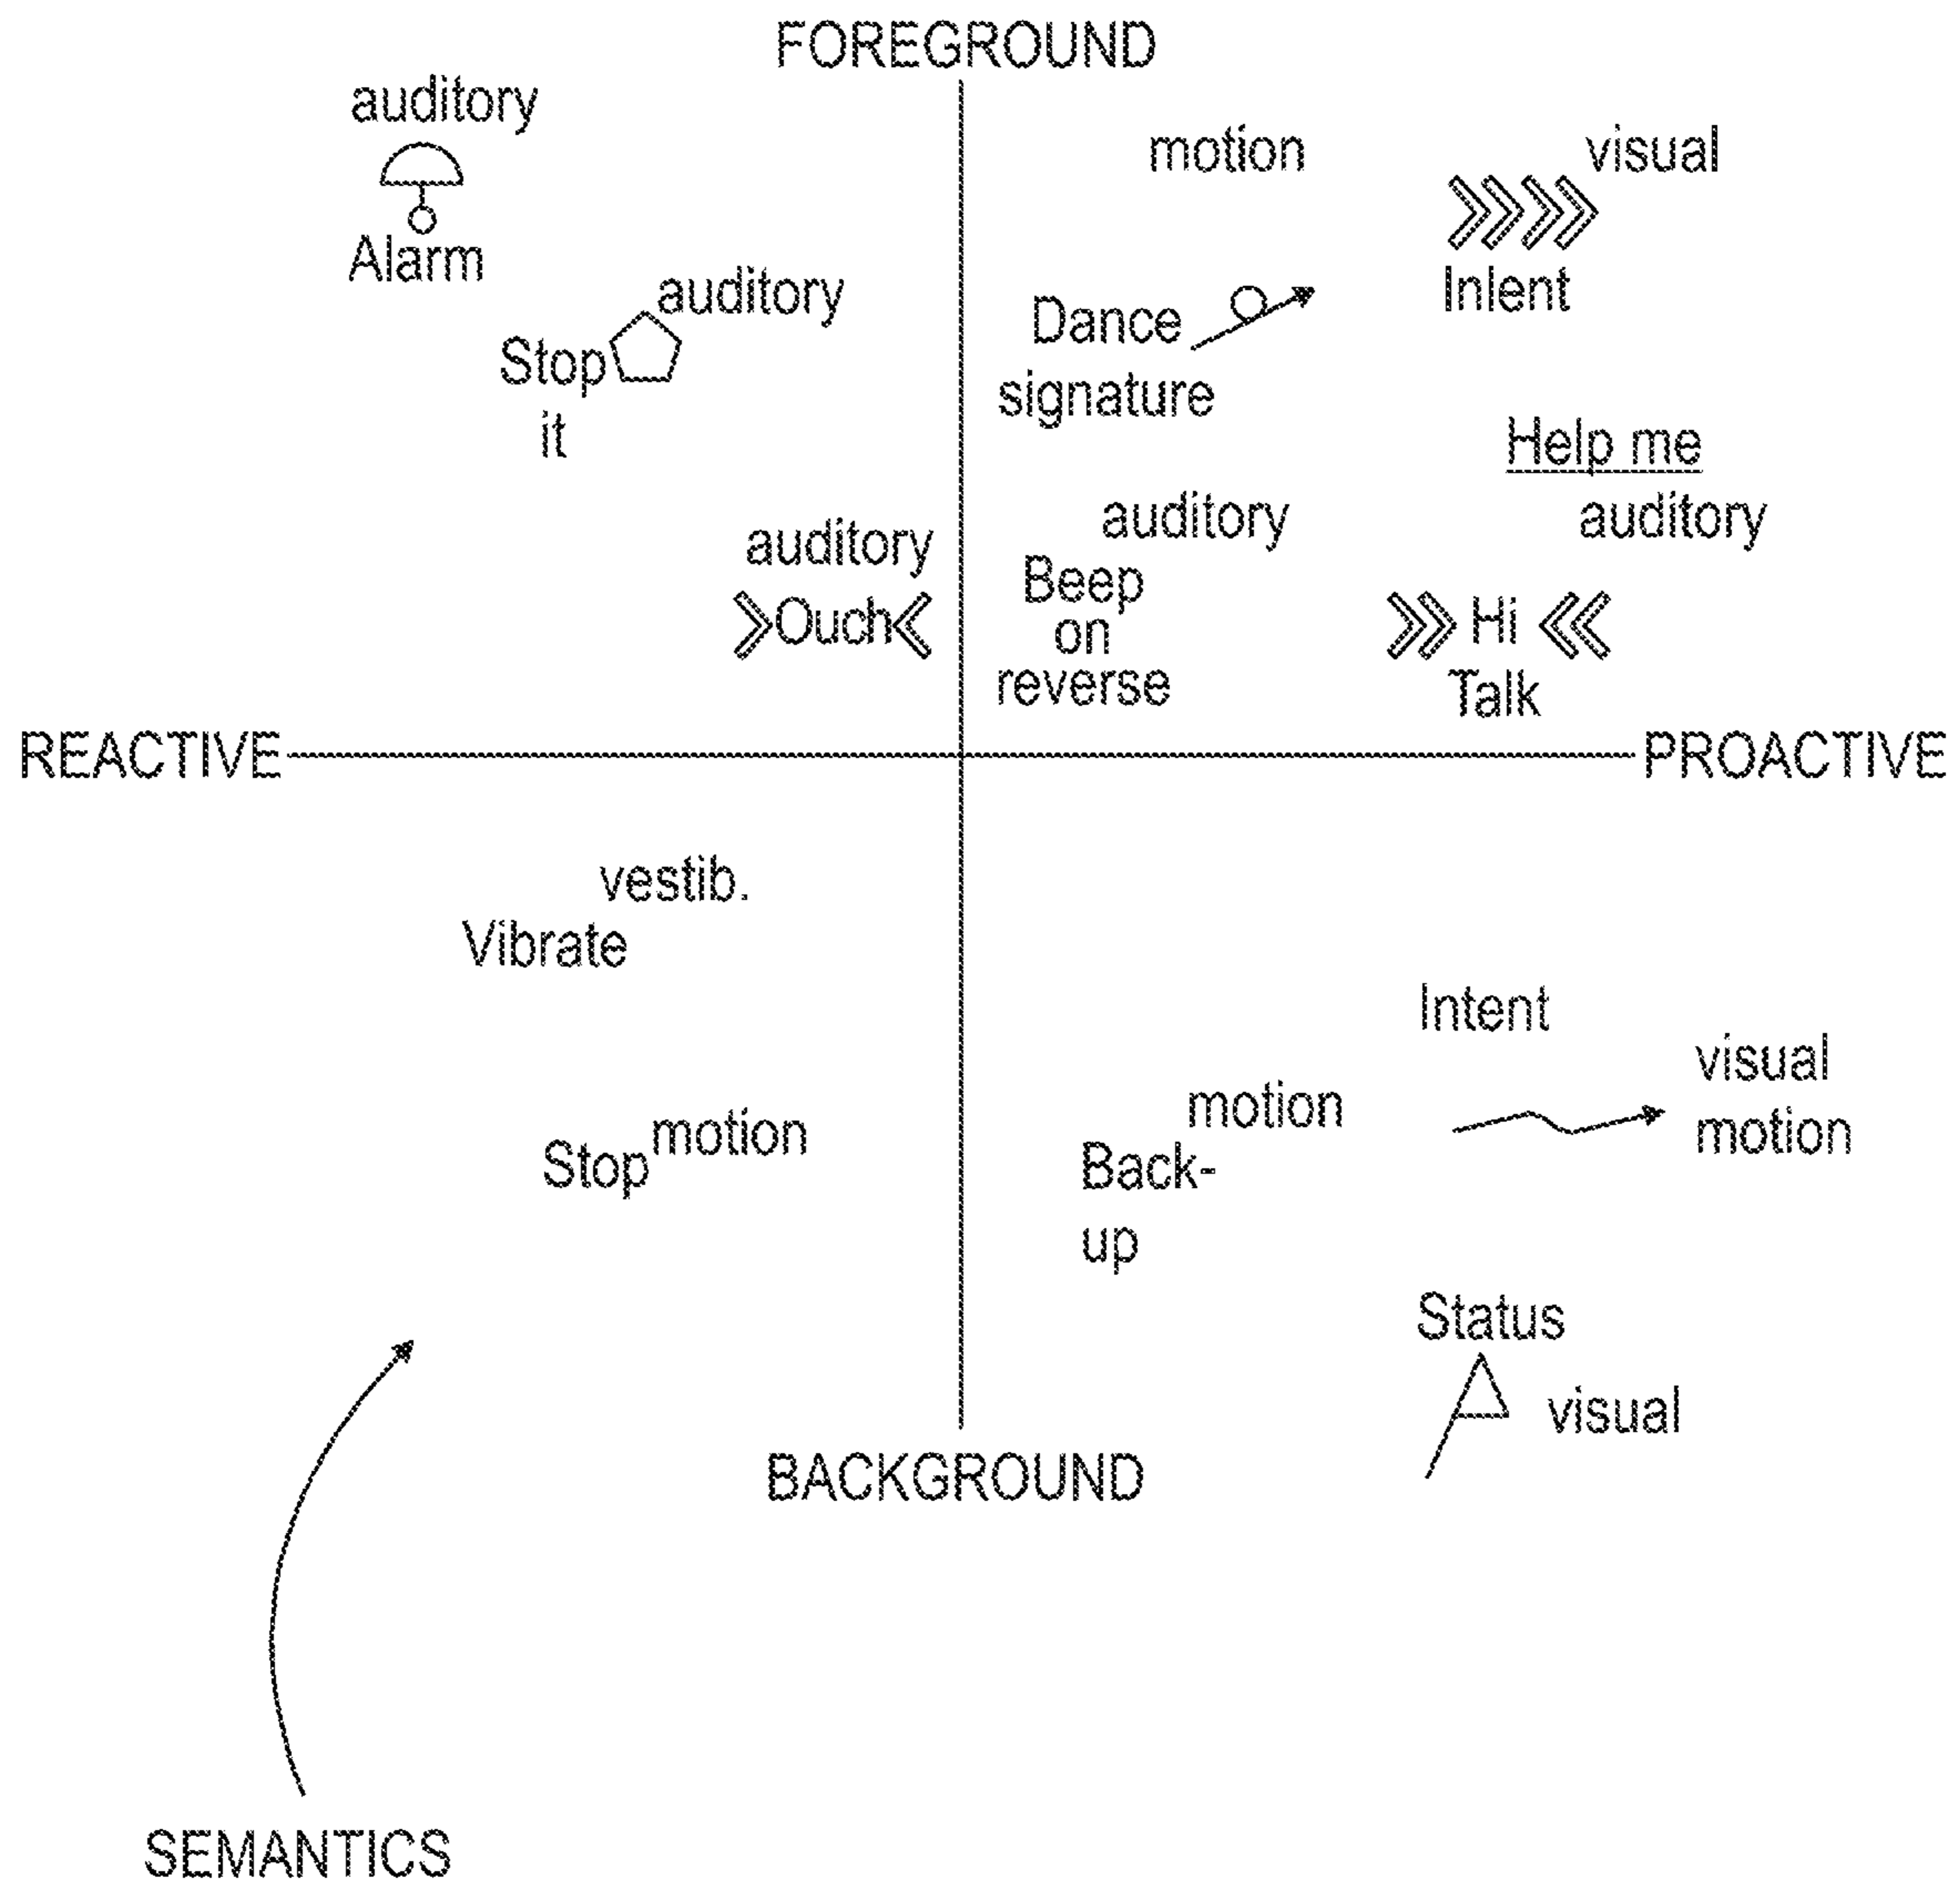 FOREGROUND
auditory
Alarm
auditory
Stop
it
auditory
Ouch
motion
Dance
signature
visual
Inlent
Help me
auditory
auditory
Beep
on
reverse
Hi
Talk
REACTIVE
PROACTIVE
vestib.
Vibrate
motion
Stop
Intent
visual
motion
motion
Back-
up
Status
visual
BACKGROUND
SEMANTICS